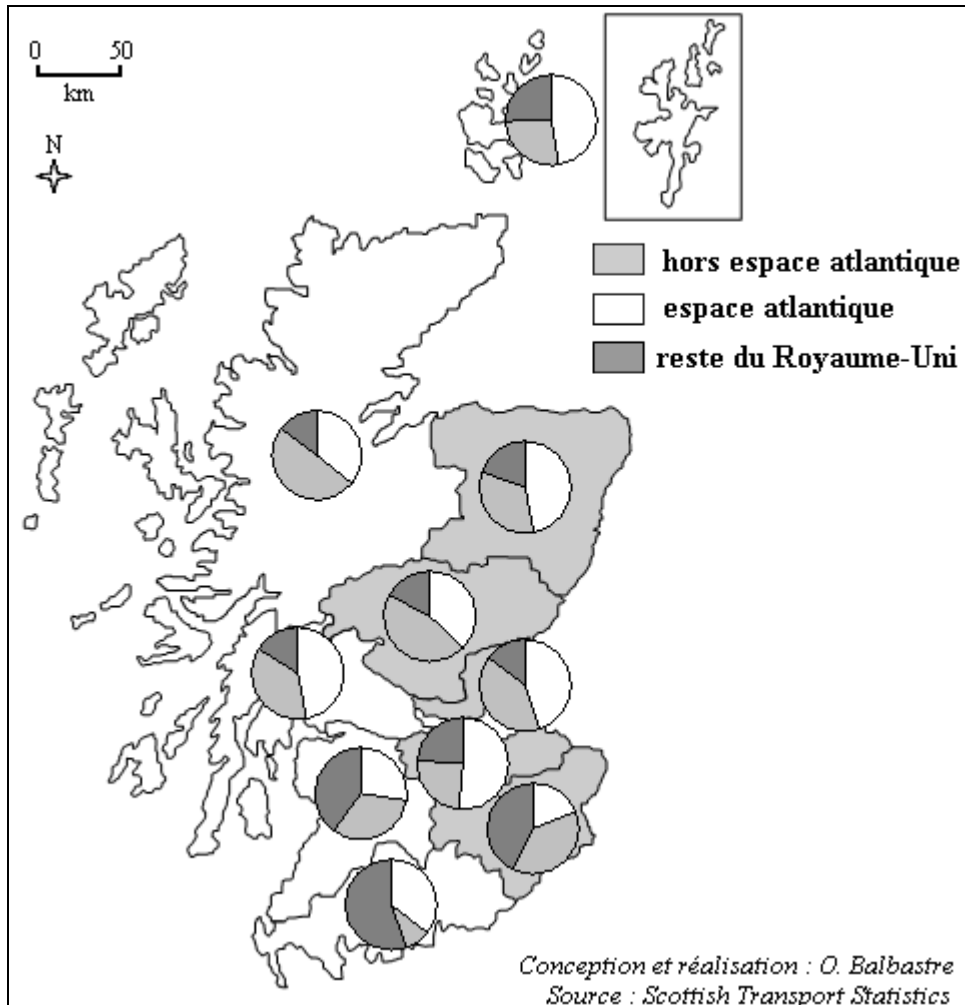 0 50
km
N
hors espace atlantique
espace atlantique
reste du Royaume-Uni
Conception et réalisation : O. Balbastre
Source : Scottish Transport Statistics